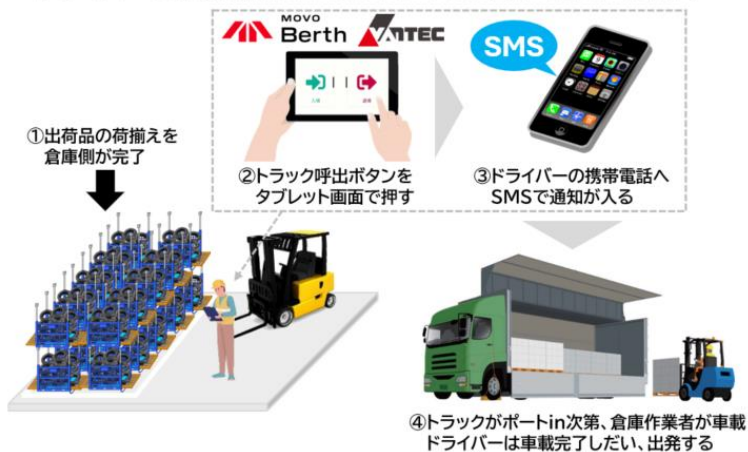 MOVO
Berth
VANTEC
SMS
①出荷品の荷揃えを
倉庫側が完了
②トラック呼出ボタンを
タブレット画面で押す
③ドライバーの携帯電話へ
SMSで通知が入る
④トラックがポートin次第、倉庫作業者が車載
ドライバーは車載完了しだい、出発する